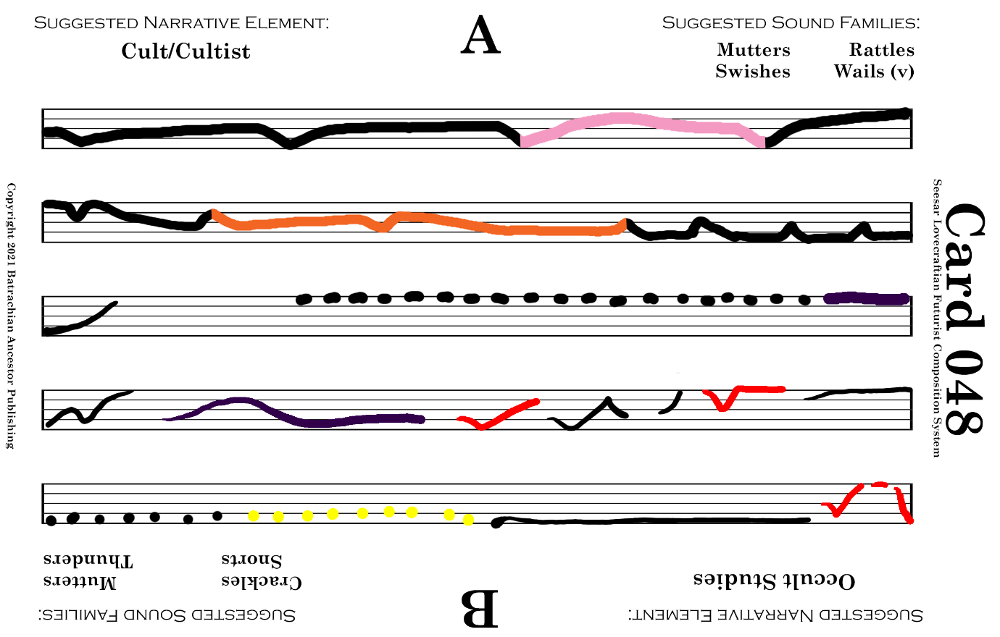 SUGGESTED NARRATIVE ELEMENT:
Cult/Cultist
A
SUGGESTED SOUND FAMILIES:
Mutters Rattles
Swishes Wails (v)
Copyright 2021 Batrachian Ancestor Publishing
Seesar Lovecraftian Futurist Composition System
Card 048
B
SUGGESTED NARRATIVE ELEMENT:
Occult Studies
SUGGESTED SOUND FAMILIES:
Crackles Mutters
Snorts Thunders